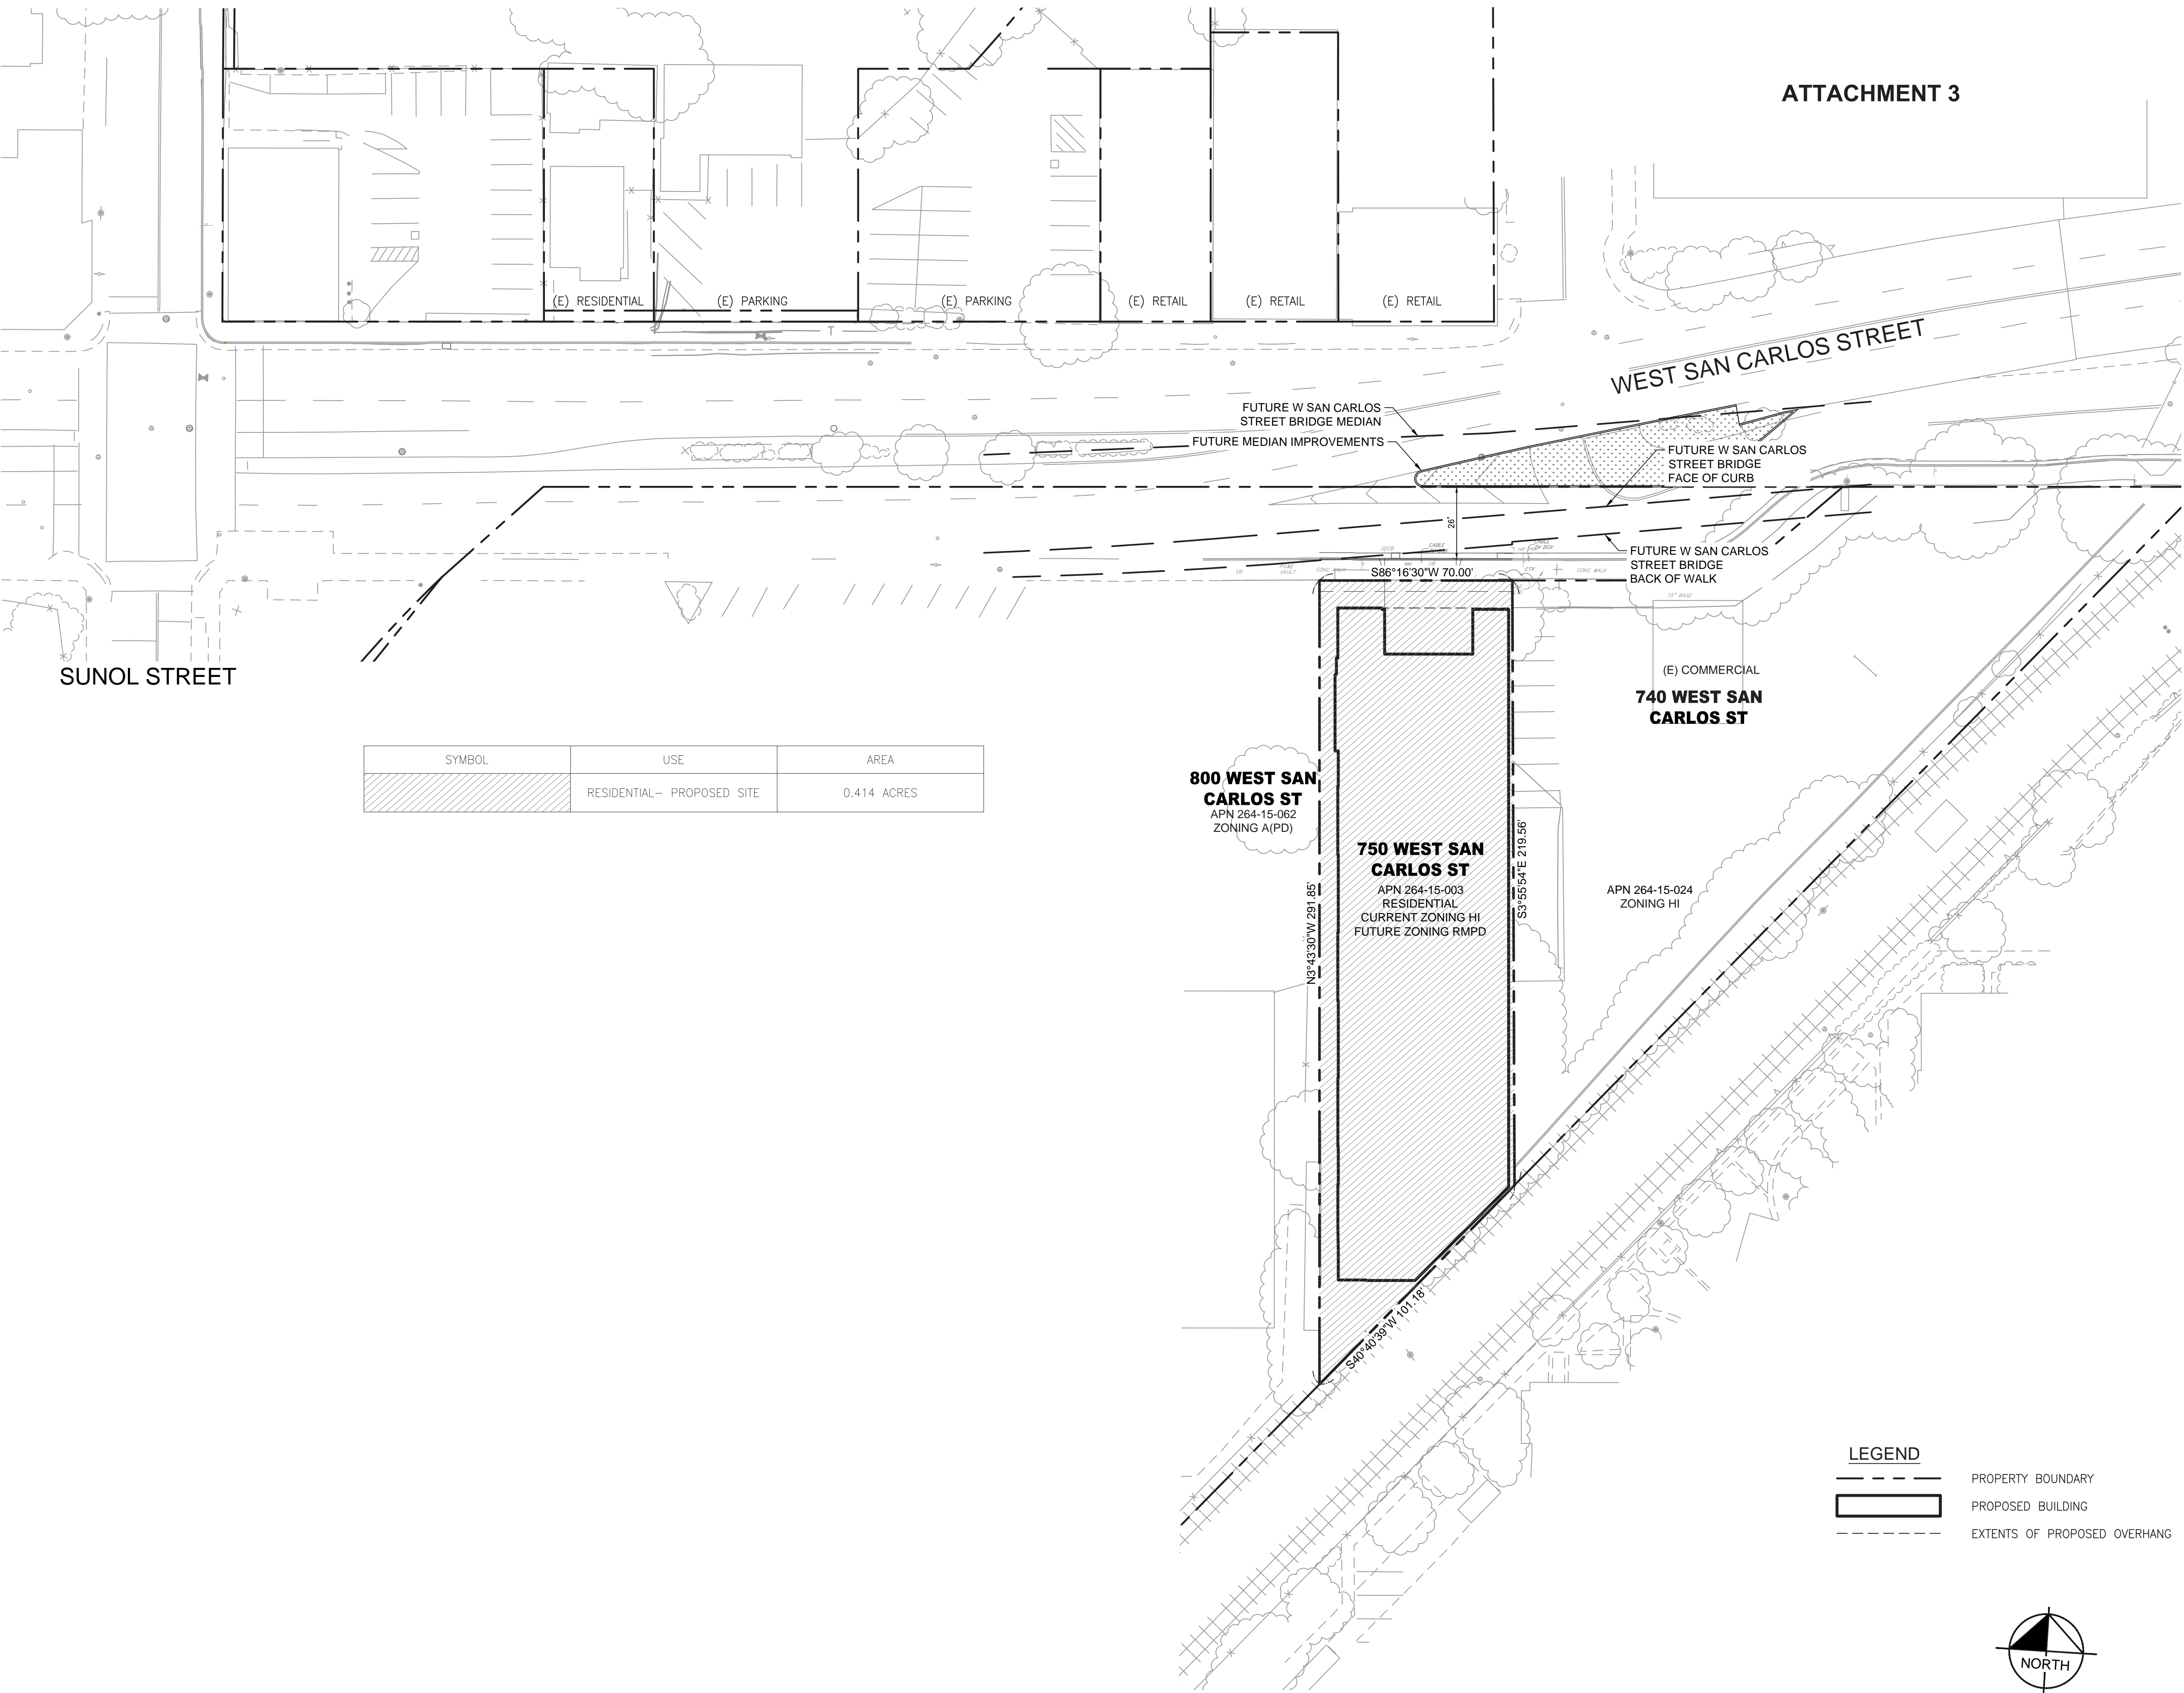 ATTACHMENT 3
(E) RESIDENTIAL
(E) PARKING
(E) PARKING
(E) RETAIL
(E) RETAIL
(E) RETAIL
T
WEST SAN CARLOS STREET
FUTURE W SAN CARLOS
STREET BRIDGE MEDIAN
FUTURE MEDIAN IMPROVEMENTS
FUTURE W SAN CARLOS
STREET BRIDGE
FACE OF CURB
26'
FUTURE W SAN CARLOS
STREET BRIDGE
BACK OF WALK
CONC WALK
CTV
CONC WALK
S86°16'30"W 70.00'
SUNOL STREET
(E) COMMERCIAL
740 WEST SAN
CARLOS ST
SYMBOL USE AREA
RESIDENTIAL- PROPOSED SITE 0.414 ACRES
800 WEST SAN
CARLOS ST
APN 264-15-062
ZONING A(PD)
750 WEST SAN
CARLOS ST
APN 264-15-003
RESIDENTIAL
CURRENT ZONING HI
FUTURE ZONING RMPD
N3°43'30"W 291.85'
S3°55'54"E 219.56'
APN 264-15-024
ZONING HI
S40°40'39"W 101.18'
LEGEND
PROPERTY BOUNDARY
PROPOSED BUILDING
EXTENTS OF PROPOSED OVERHANG
NORTH